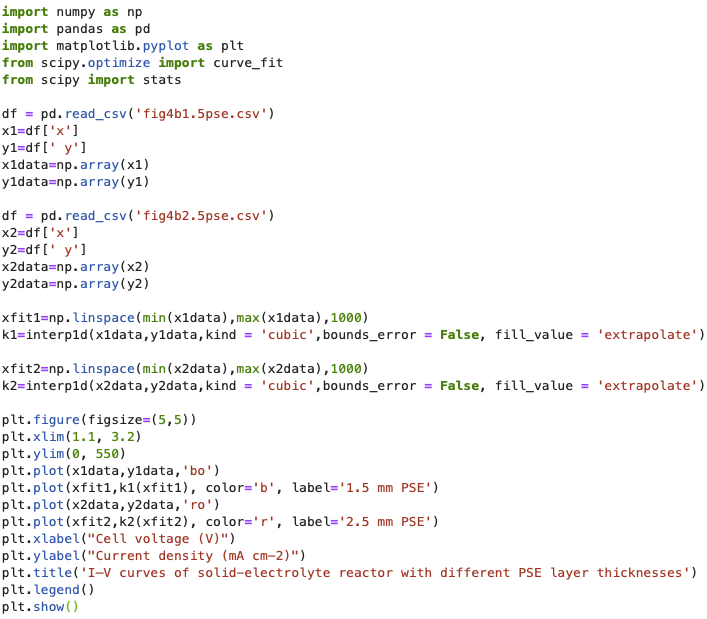 import numpy as np
import pandas as pd
import matplotlib.pyplot as plt
from scipy.optimize import curve_fit
from scipy import stats

df = pd.read_csv('fig4b1.5pse.csv')
x1=df['x']
y1=df[' y']
x1data=np.array(x1)
y1data=np.array(y1)

df = pd.read_csv('fig4b2.5pse.csv')
x2=df['x']
y2=df[' y']
x2data=np.array(x2)
y2data=np.array(y2)

xfit1=np.linspace(min(x1data),max(x1data),1000)
k1=interp1d(x1data,y1data,kind = 'cubic',bounds_error = False, fill_value = 'extrapolate')

xfit2=np.linspace(min(x2data),max(x2data),1000)
k2=interp1d(x2data,y2data,kind = 'cubic',bounds_error = False, fill_value = 'extrapolate')

plt.figure(figsize=(5,5))
plt.xlim(1.1, 3.2)
plt.ylim(0, 550)
plt.plot(x1data,y1data,'bo')
plt.plot(xfit1,k1(xfit1), color='b', label='1.5 mm PSE')
plt.plot(x2data,y2data,'ro')
plt.plot(xfit2,k2(xfit2), color='r', label='2.5 mm PSE')
plt.xlabel("Cell voltage (V)")
plt.ylabel("Current density (mA cm-2)")
plt.title('I-V curves of solid-electrolyte reactor with different PSE layer thicknesses')
plt.legend()
plt.show()